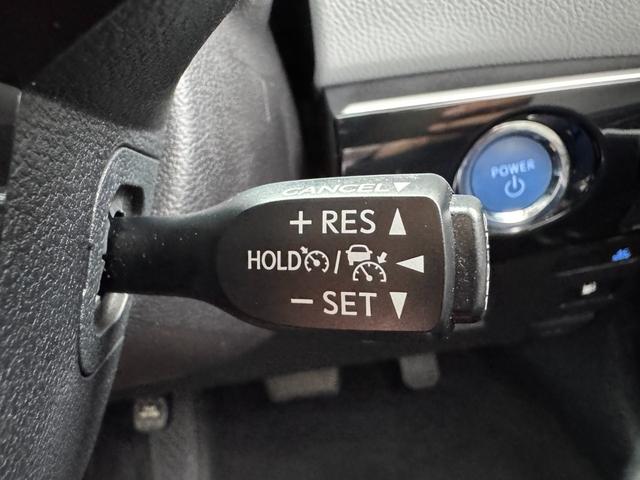 CANCEL▼
+ RES ▲
HOLD / ◀
− SET ▼
POWER